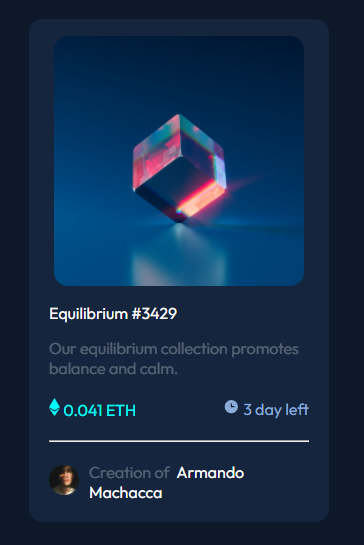 Equilibrium #3429
Our equilibrium collection promotes
balance and calm.
0.041 ETH
3 day left
Creation of Armando
Machacca